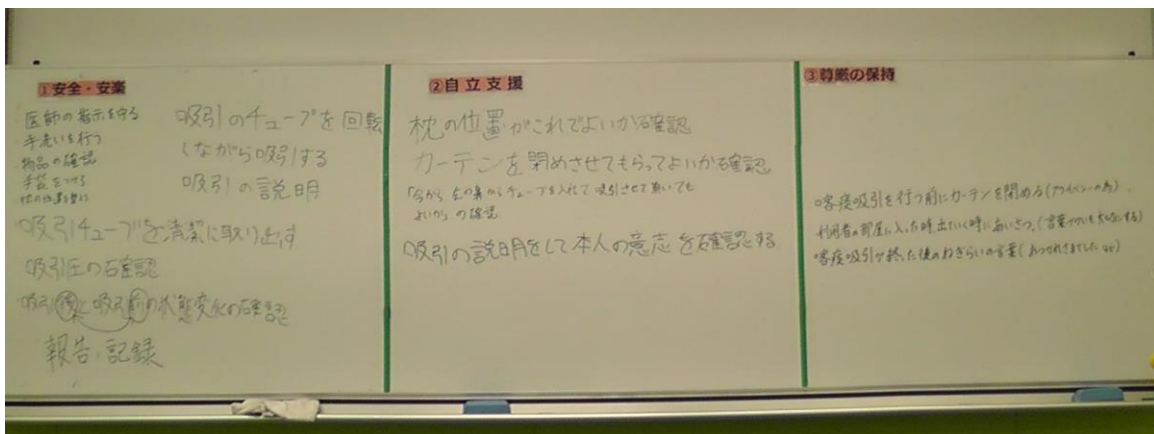 ①安全・安楽
医師の指示を守る
手洗いを行う
物品の確認
手袋をつける
枕の位置を整に
吸引のチューブを回転
しながら吸引する
吸引の説明
吸引チューブを清潔に取り出す
吸引圧の確認
吸引後と吸引前の状態変化の確認
報告・記録
②自立支援
枕の位置がこれでよいか確認
カーテンを閉めさせてもらってよいか確認
「今から左の鼻からチューブを入れて吸引させて頂いても
よいか」の確認
吸引の説明をして本人の意志を確認する
③尊厳の保持
喀痰吸引を行う前にカーテンを閉める(プライバシーの為)
利用者の部屋に入った時出ていく時にあいさつ。(言葉づかいも大切にする)
喀痰吸引が終った後のねぎらいの言葉(おつかれさまでした